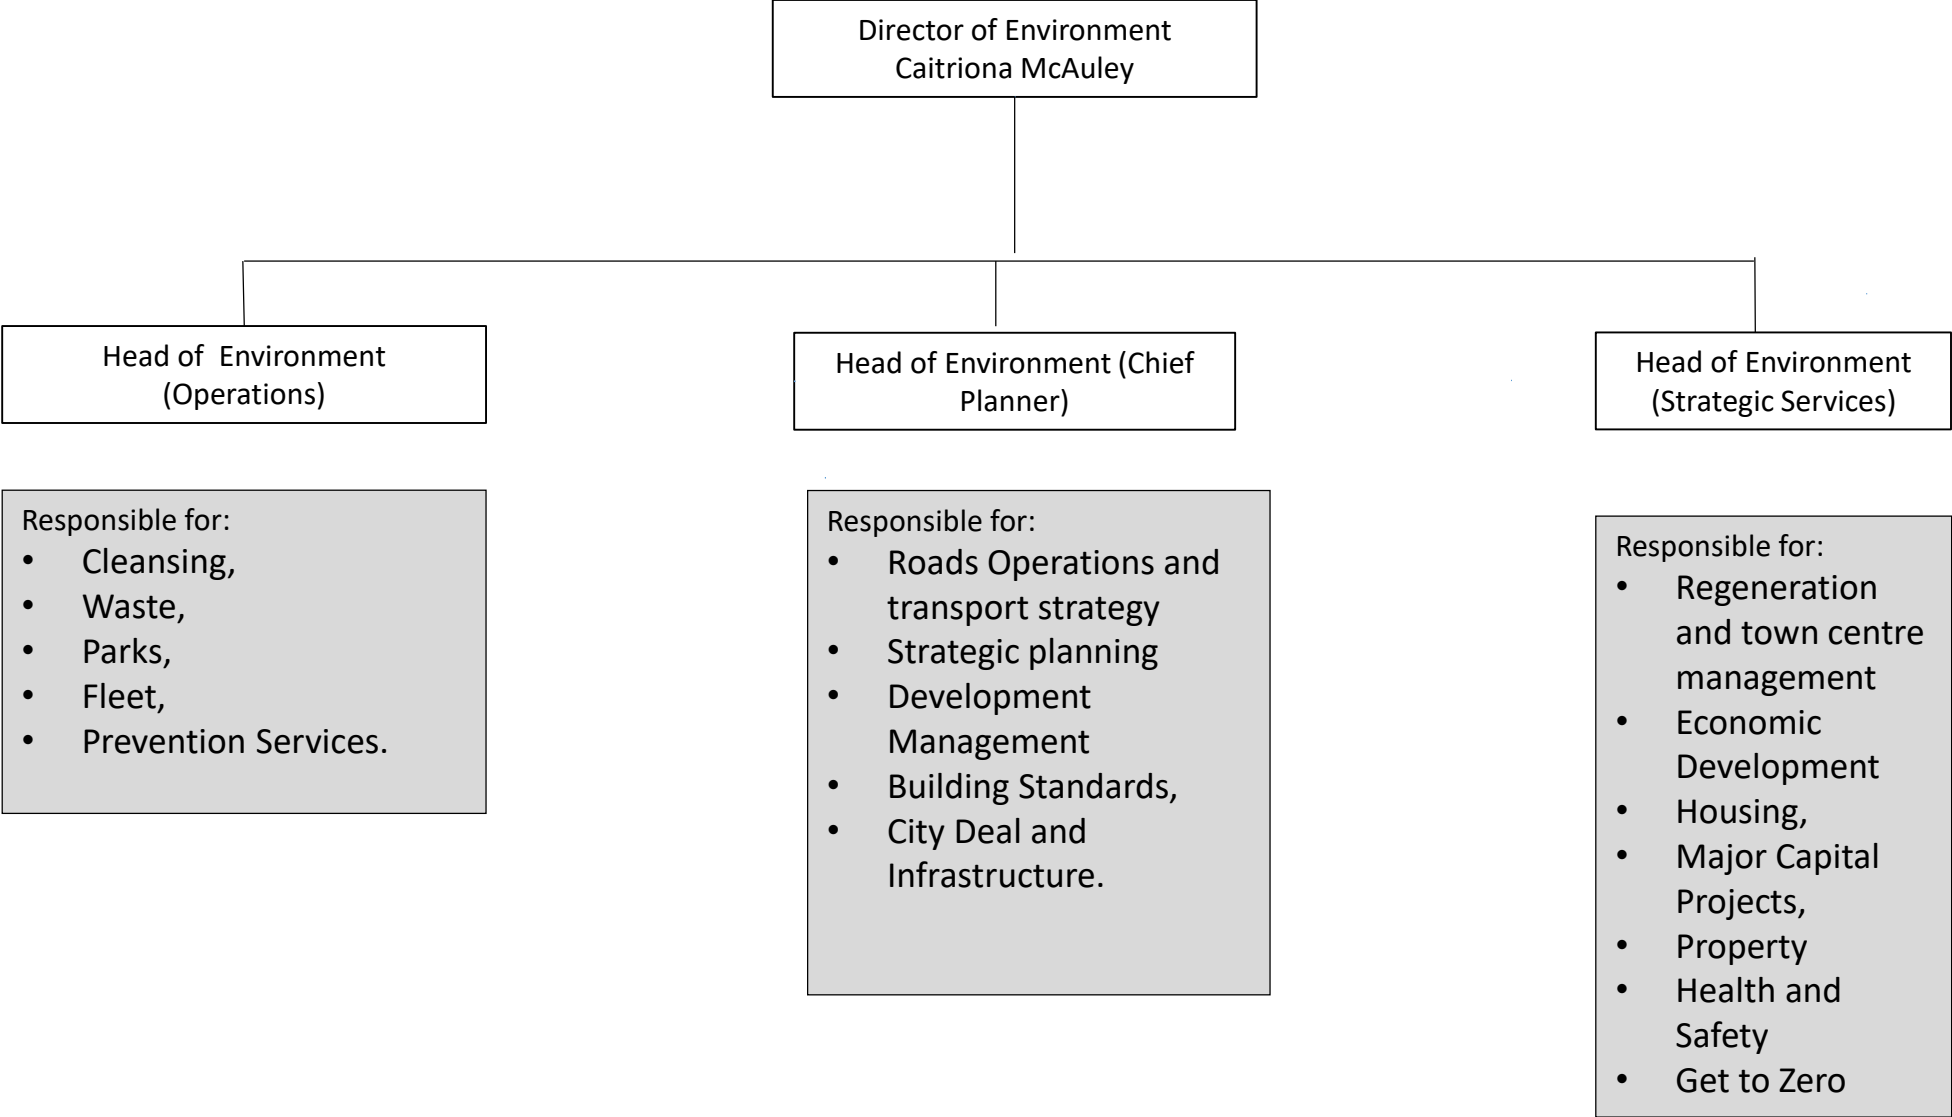 Director of Environment
Caitriona McAuley
Head of  Environment
(Operations)
Head of Environment (Chief
Planner)
Head of Environment
(Strategic Services)
Responsible for:
• Cleansing,
• Waste,
• Parks,
• Fleet,
• Prevention Services.
Responsible for:
• Roads Operations and
transport strategy
• Strategic planning
• Development
Management
• Building Standards,
• City Deal and
Infrastructure.
Responsible for:
• Regeneration
and town centre
management
• Economic
Development
• Housing,
• Major Capital
Projects,
• Property
• Health and
Safety
• Get to Zero